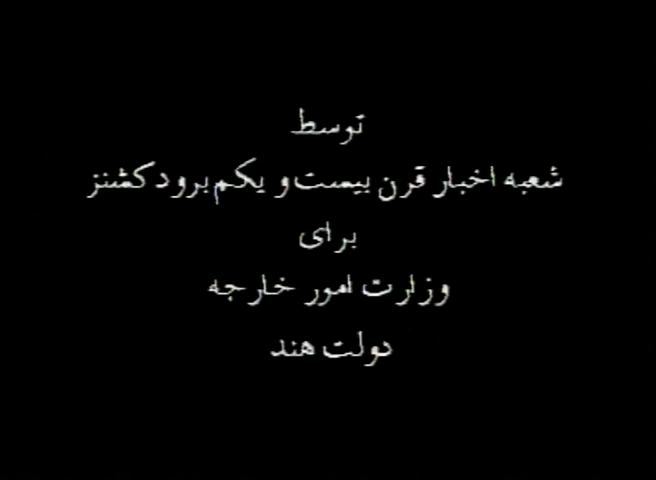 توسط
شعبه اخبار قرن بیست و یکم برودکشنز
برای
وزارت امور خارجه
دولت هند